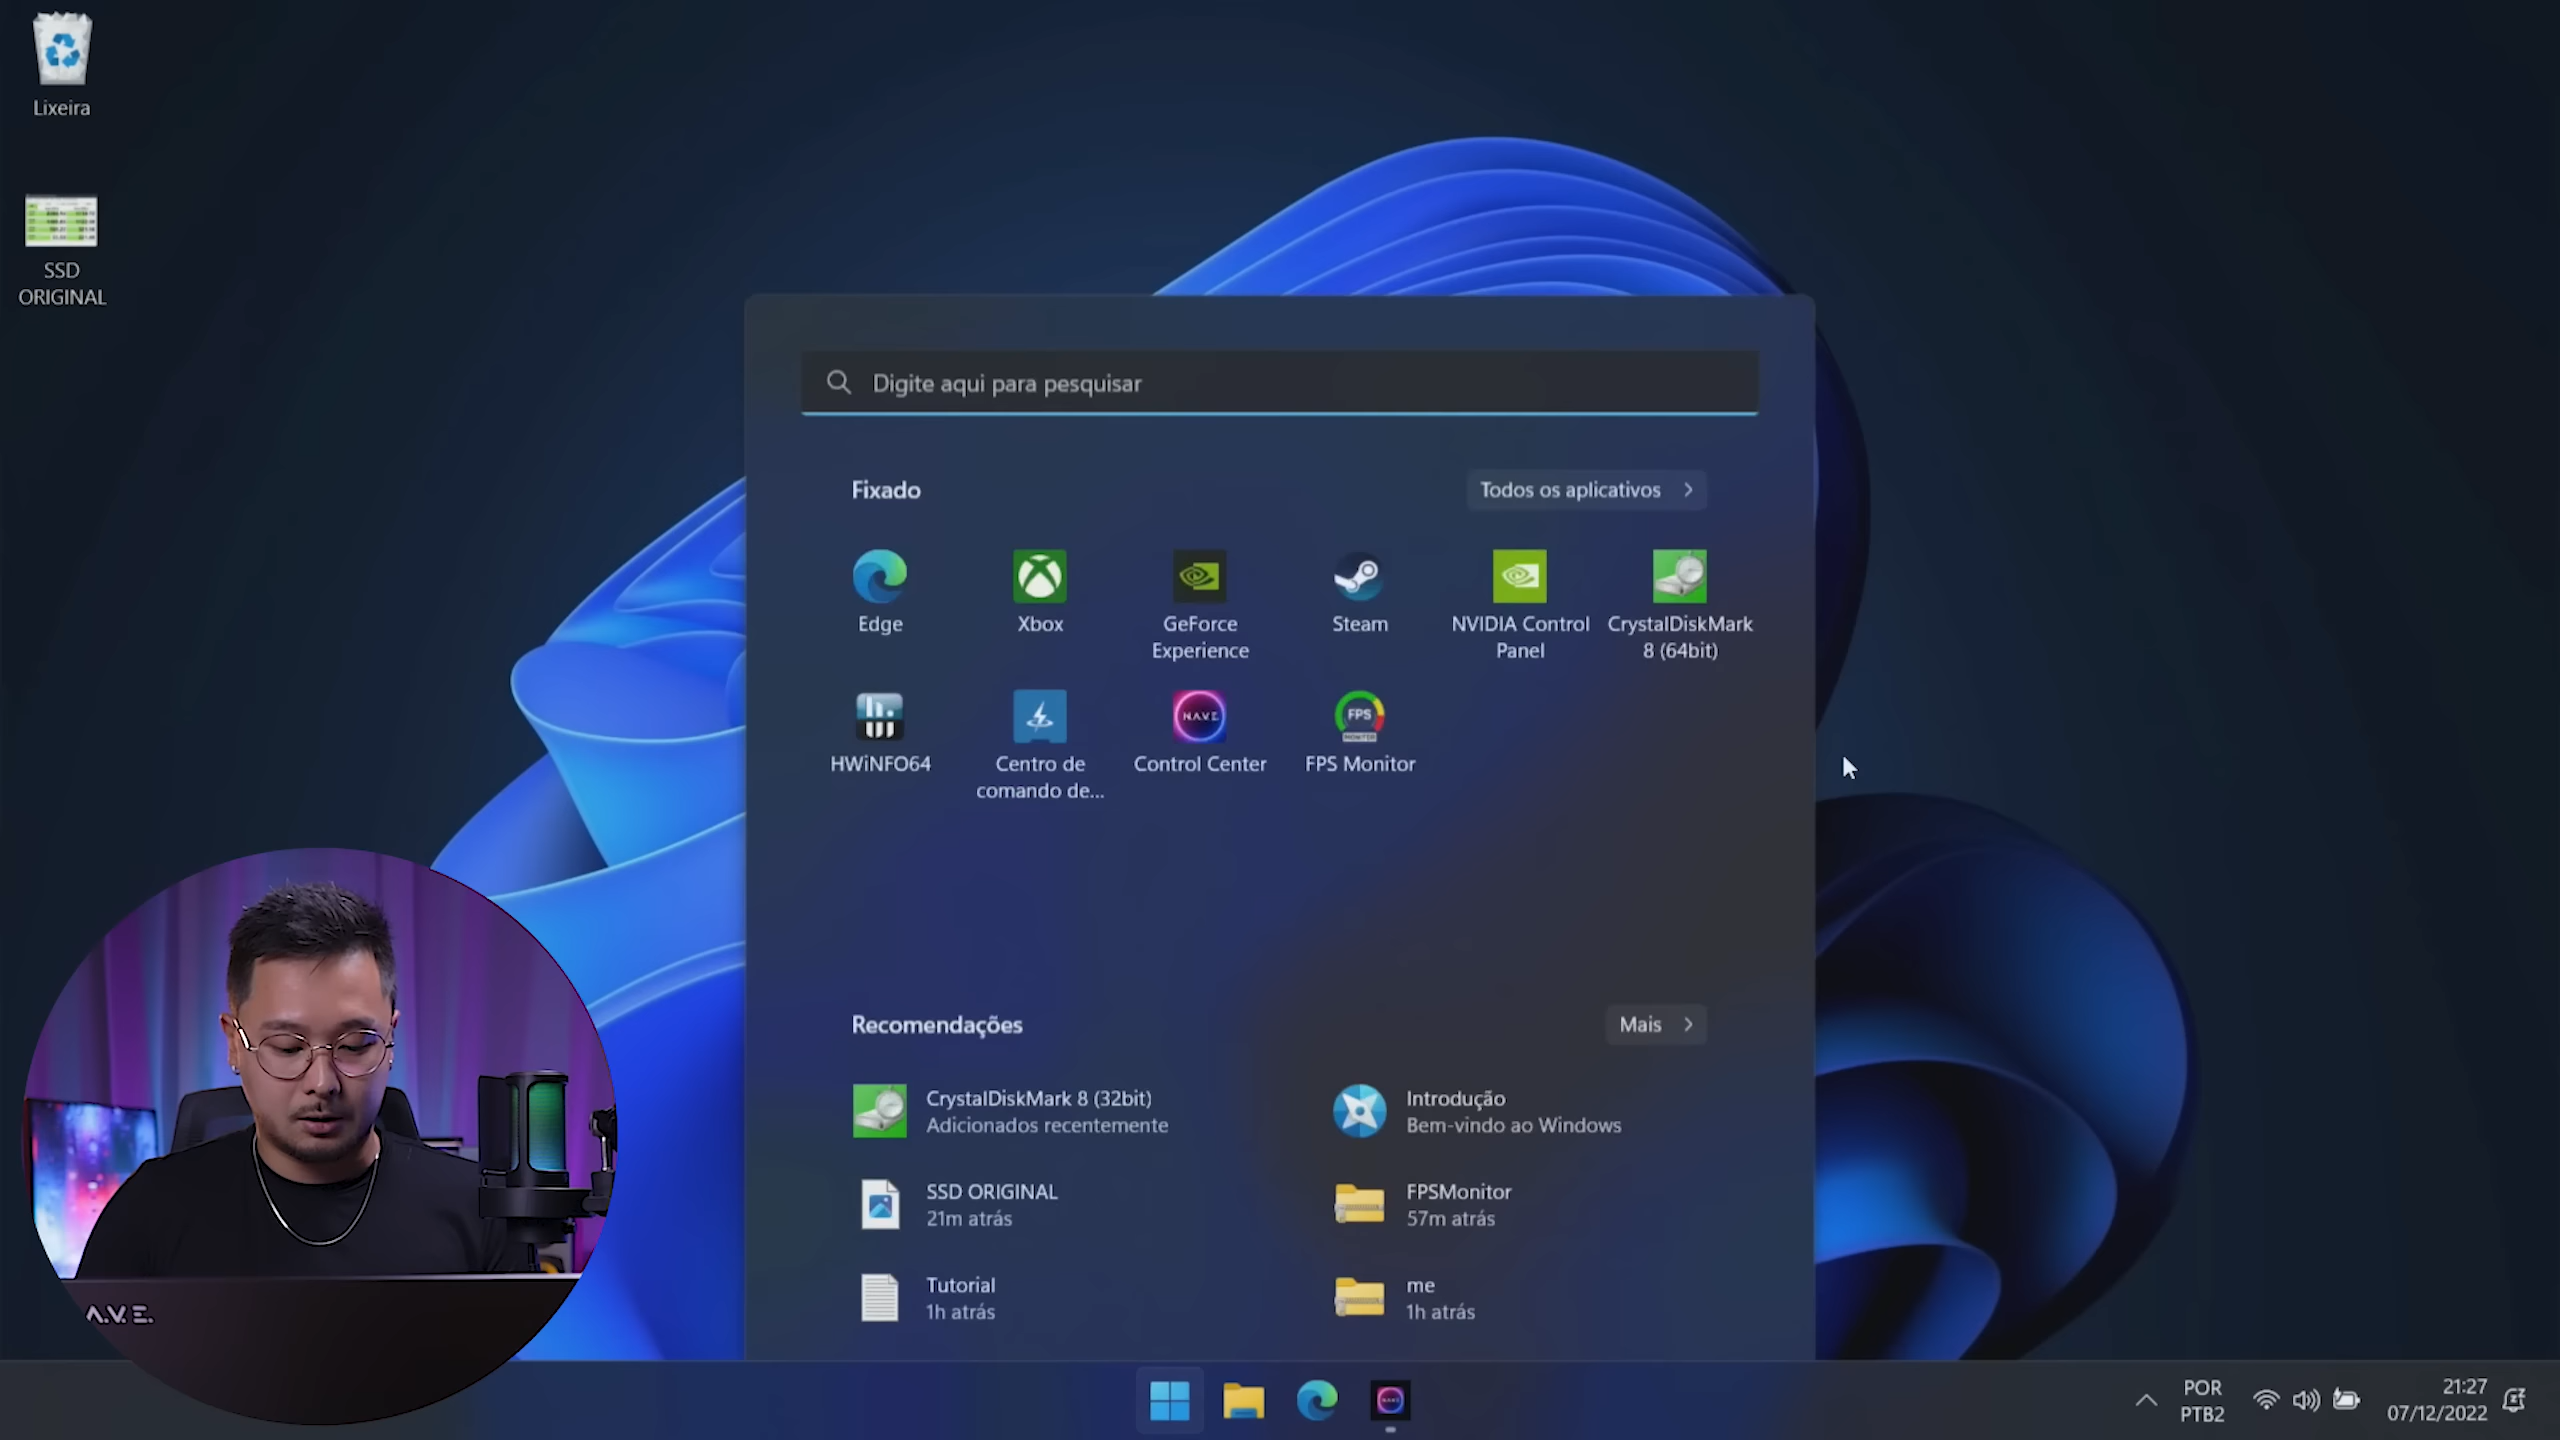 Lixeira
SSD
ORIGINAL
Digite aqui para pesquisar
Fixado
Todos os aplicativos
Edge
Xbox
GeForce
Experience
Steam
NVIDIA Control
Panel
CrystalDiskMark
8 (64bit)
HWiNFO64
Centro de
comando de...
N.A.V.E.
Control Center
FPS
MONITOR
FPS Monitor
Recomendações
Mais
CrystalDiskMark 8 (32bit)
Adicionados recentemente
Introdução
Bem-vindo ao Windows
SSD ORIGINAL
21m atrás
FPSMonitor
57m atrás
Tutorial
1h atrás
me
1h atrás
A.V.E.
POR
PTB2
21:27
07/12/2022